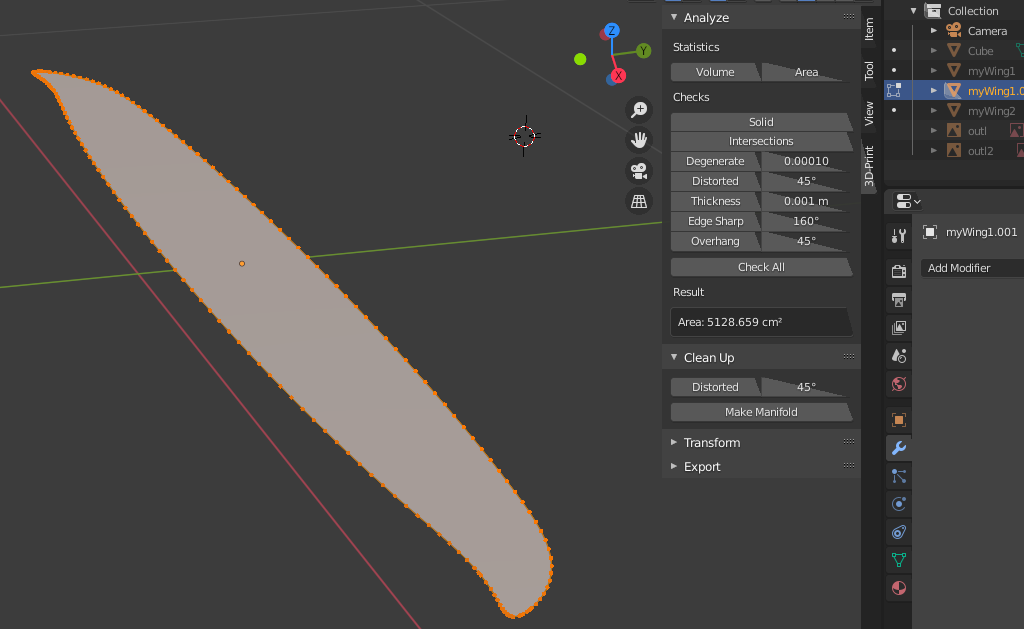 Analyze
Statistics
Volume Area
Checks
Solid
Intersections
Degenerate 0.00010
Distorted 45°
Thickness 0.001 m
Edge Sharp 160°
Overhang 45°
Check All
Result
Area: 5128.659 cm²
Clean Up
Distorted 45°
Make Manifold
Transform
Export
Item
Tool
View
3D-Print
Z
Y
X
Collection
Camera
Cube
myWing1
myWing1.0
myWing2
outl
outl2
myWing1.001
Add Modifier